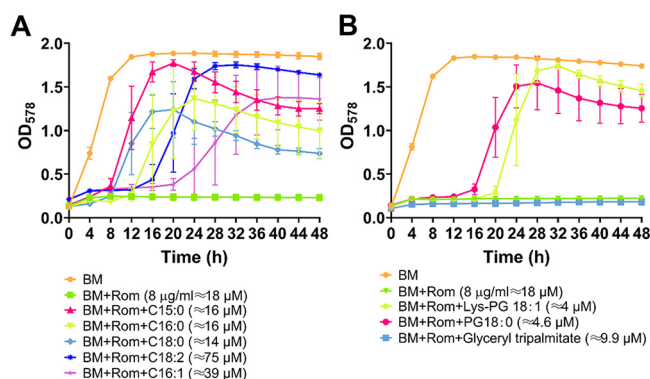 A
B
OD578
2.0
1.5
1.0
0.5
0.0
0 4 8 12 16 20 24 28 32 36 40 44 48
Time (h)
BM
BM+Rom (8 μg/ml≈18 μM)
BM+Rom+C15:0 (≈16 μM)
BM+Rom+C16:0 (≈16 μM)
BM+Rom+C18:0 (≈14 μM)
BM+Rom+C18:2 (≈75 μM)
BM+Rom+C16:1 (≈39 μM)
OD578
2.0
1.5
1.0
0.5
0.0
0 4 8 12 16 20 24 28 32 36 40 44 48
Time (h)
BM
BM+Rom (8 μg/ml≈18 μM)
BM+Rom+Lys-PG 18:1 (≈4 μM)
BM+Rom+PG18:0 (≈4.6 μM)
BM+Rom+Glyceryl tripalmitate (≈9.9 μM)